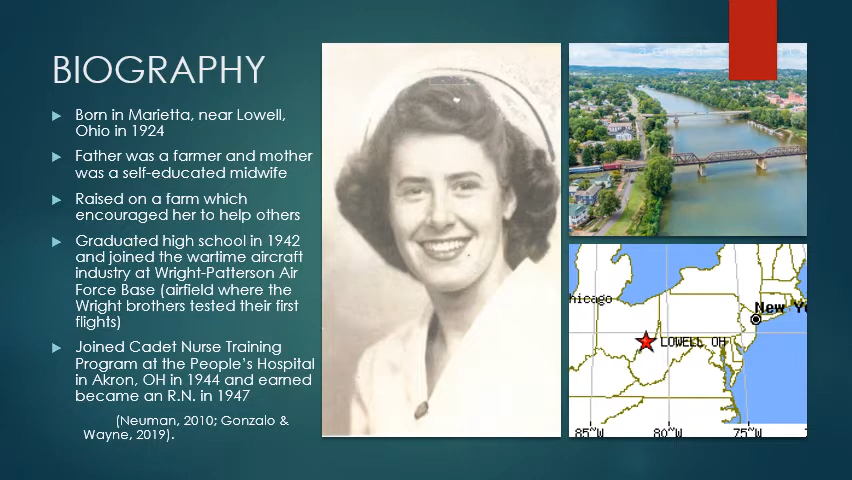 BIOGRAPHY
Born in Marietta, near Lowell,
Ohio in 1924
Father was a farmer and mother
was a self-educated midwife
Raised on a farm which
encouraged her to help others
Graduated high school in 1942
and joined the wartime aircraft
industry at Wright-Patterson Air
Force Base (airfield where the
Wright brothers tested their first
flights)
Joined Cadet Nurse Training
Program at the People's Hospital
in Akron, OH in 1944 and earned
became an R.N. in 1947
(Neuman, 2010; Gonzalo &
Wayne, 2019).
hicago
New Yo
LOWELL OH
85°W 80°W 75°W